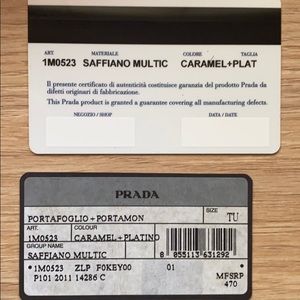 ART. MATERIALE COLORE TAGLIA
1M0523 SAFFIANO MULTIC CARAMEL+PLAT
Il presente certificato di autenticità costituisce garanzia del prodotto Prada da
difetti originari di fabbricazione.
This Prada product is granted a guarantee covering all manufacturing defects.
NEGOZIO / SHOP DATA / DATE
PRADA
SIZE
PORTAFOGLIO+PORTAMON TU
ART. COLOUR
1M0523 CARAMEL+PLATINO
GROUP NAME
SAFFIANO MULTIC 8 855113 631292
*1M0523 ZLP F0KEY00 01 *
P101 2011 14286 C MFSRP
470